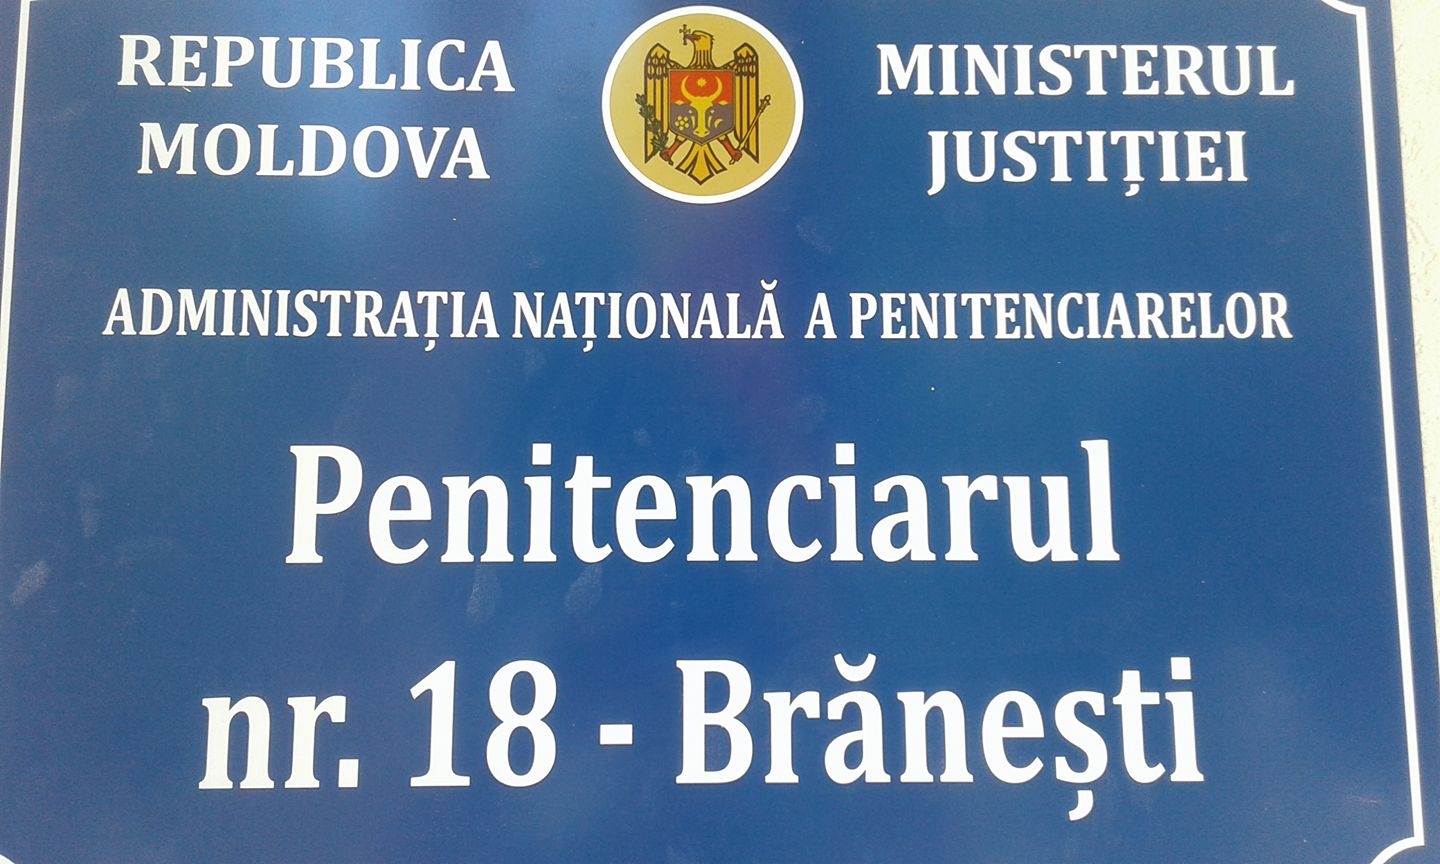 REPUBLICA
MOLDOVA
MINISTERUL
JUSTIȚIEI
ADMINISTRAȚIA NAȚIONALĂ A PENITENCIARELOR
Penitenciarul
nr. 18 - Brănești